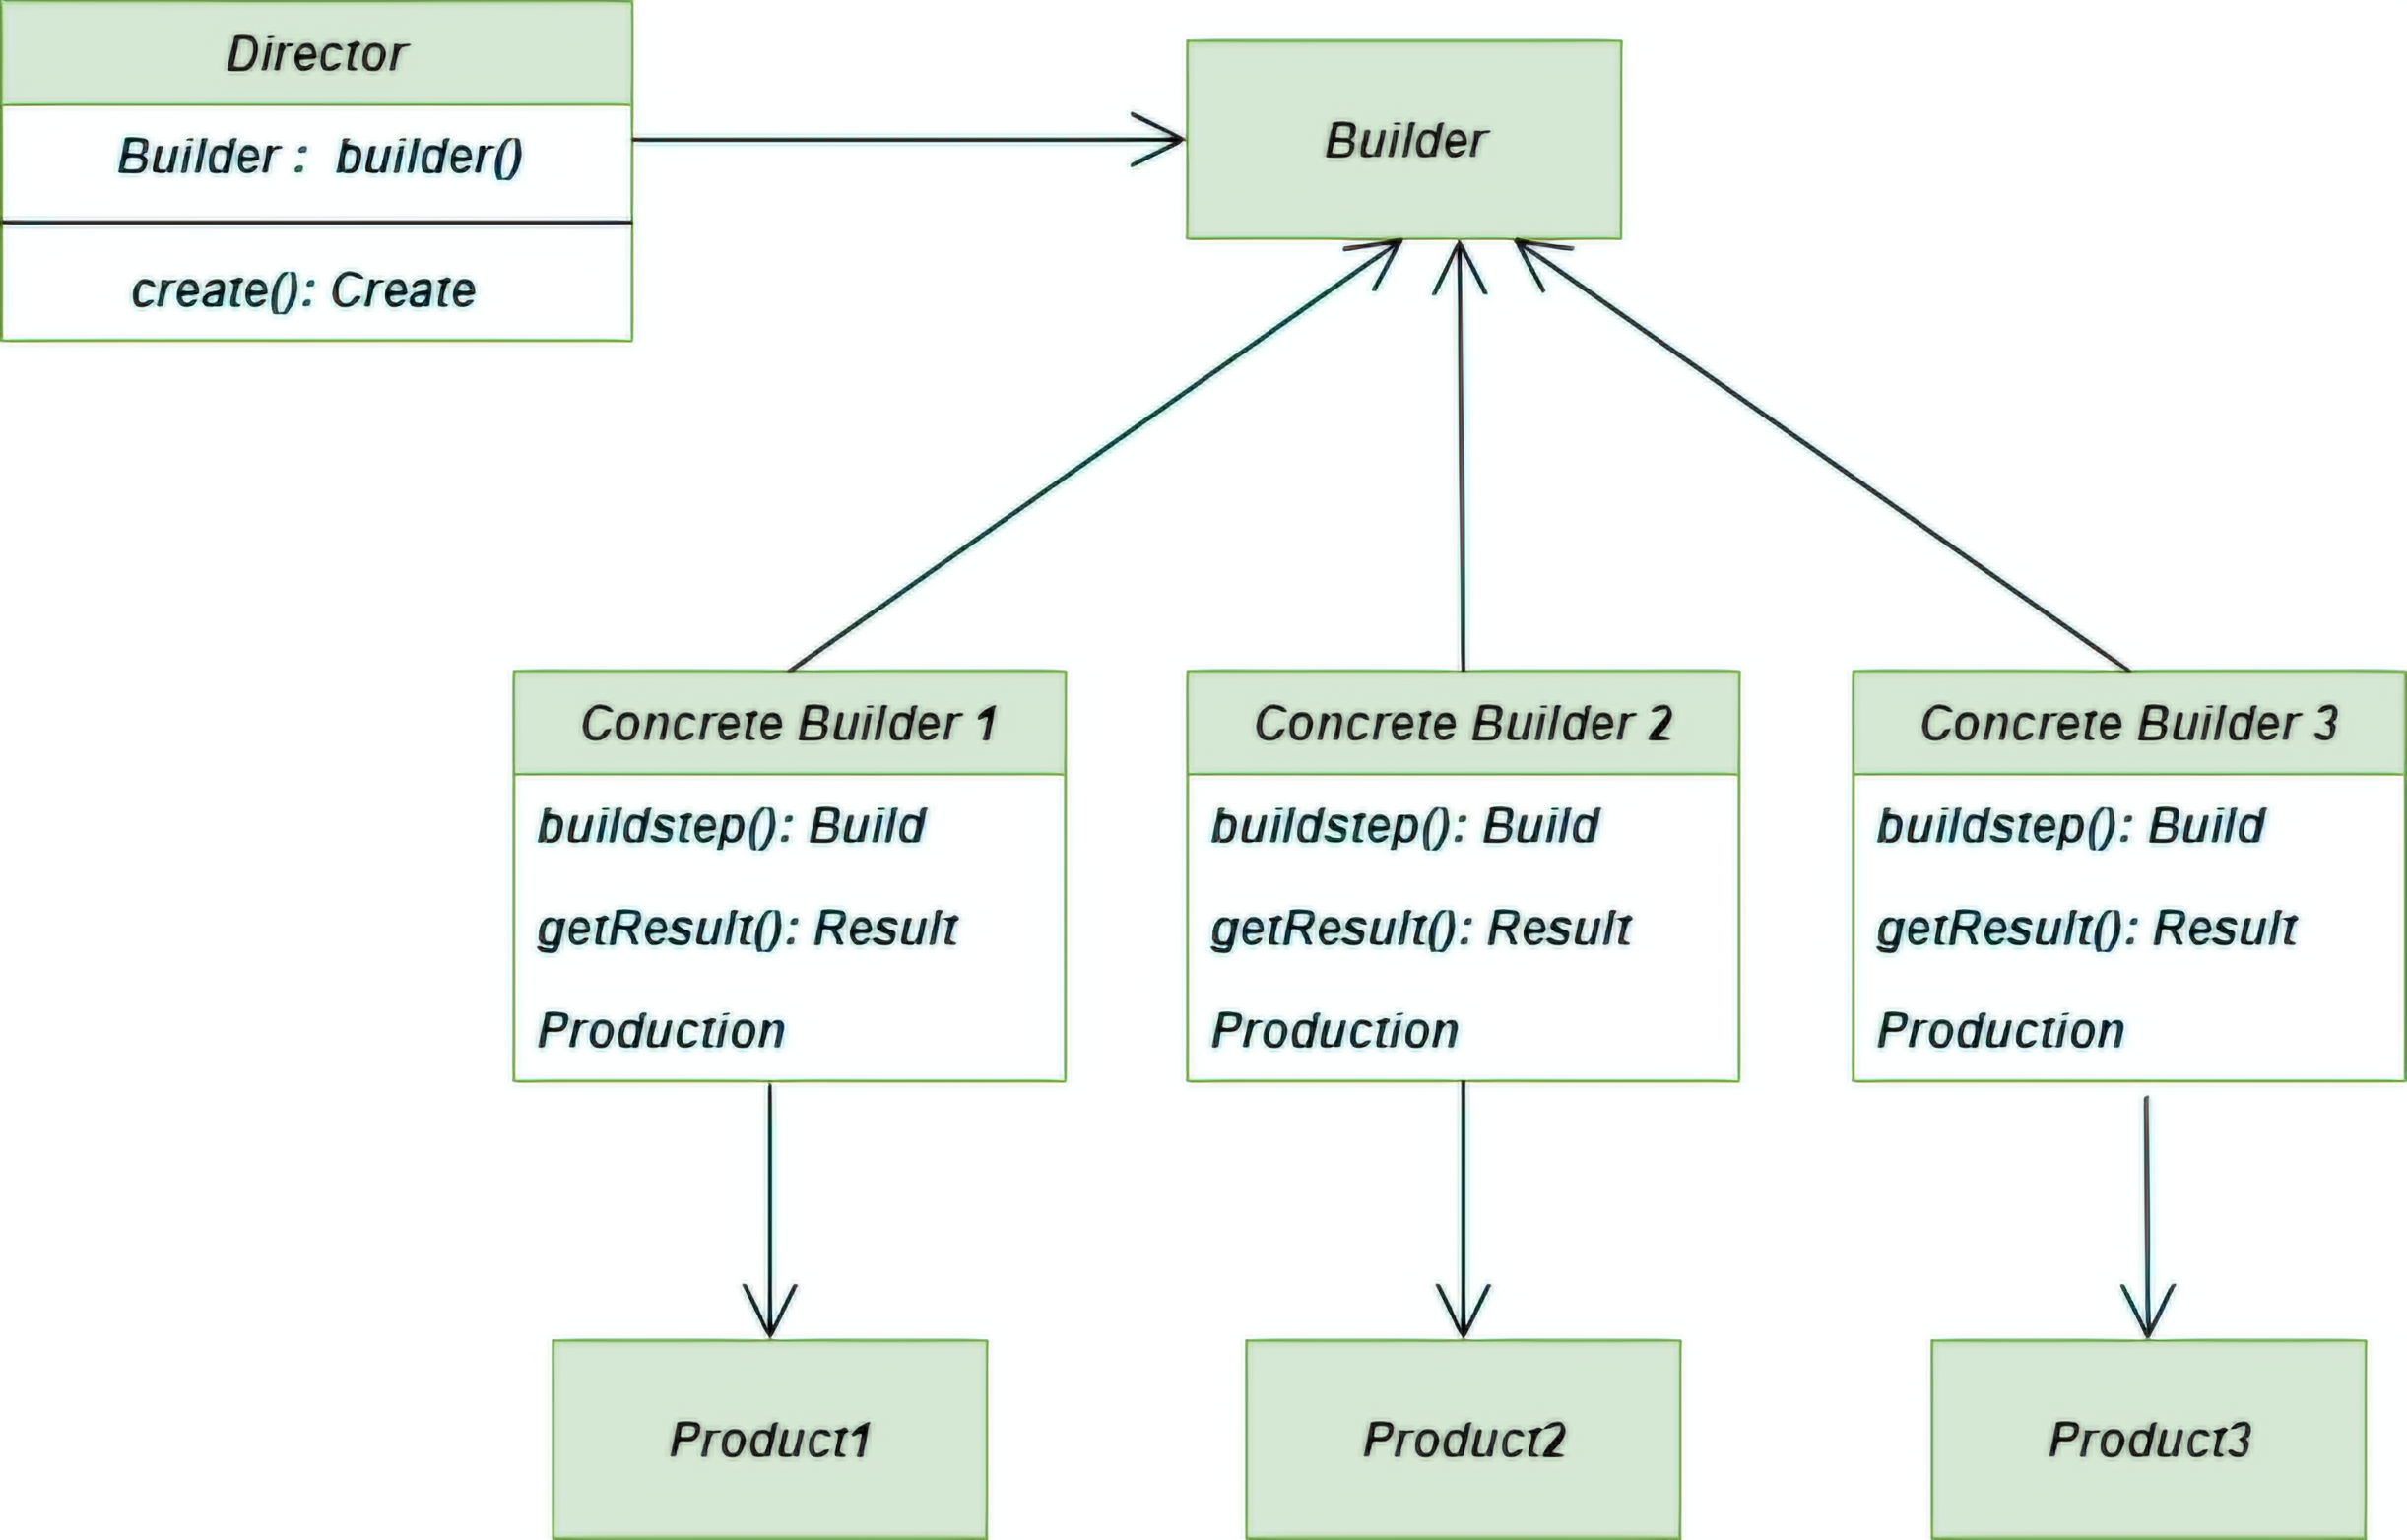 Director
Builder : builder()
create(): Create
Builder
Concrete Builder 1
buildstep(): Build
getResult(): Result
Production
Concrete Builder 2
buildstep(): Build
getResult(): Result
Production
Concrete Builder 3
buildstep(): Build
getResult(): Result
Production
Product1
Product2
Product3